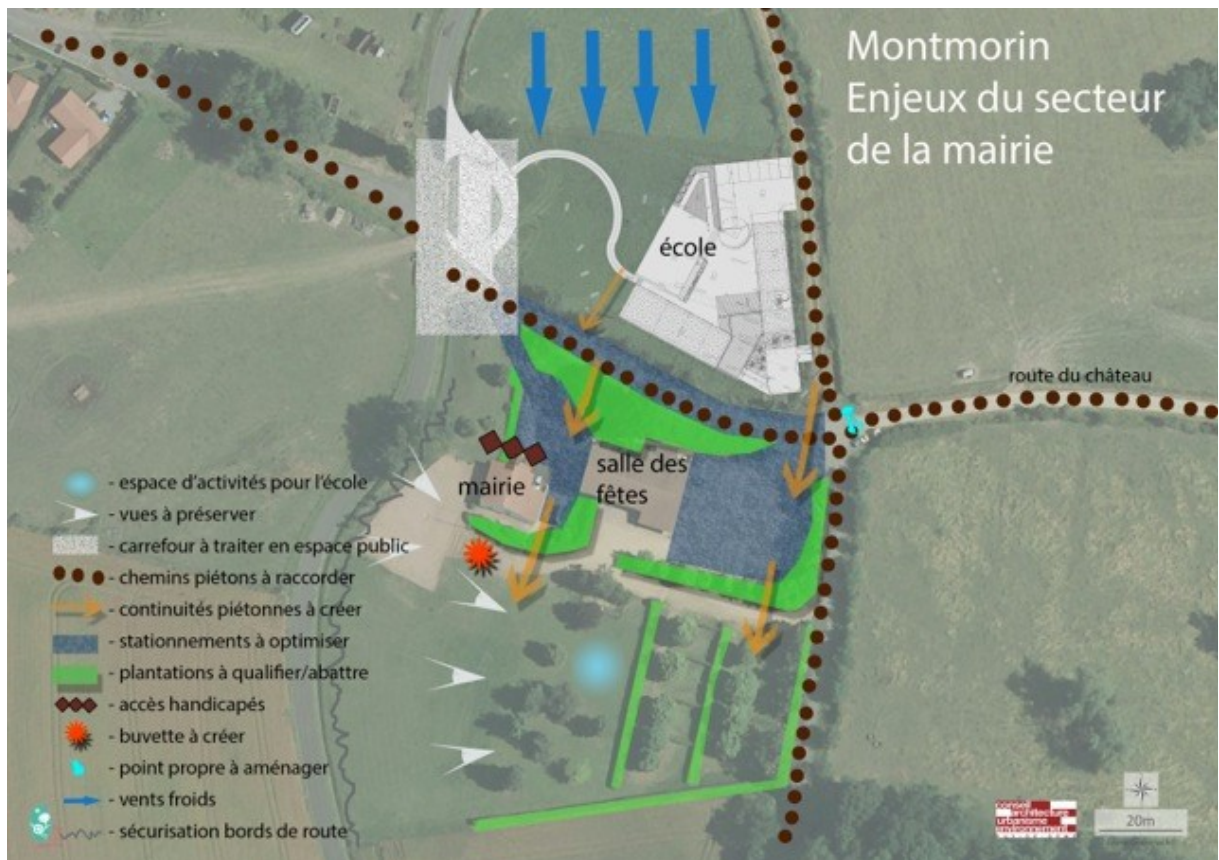 Montmorin
Enjeux du secteur
de la mairie
école
route du château
salle des
fêtes
mairie
- espace d'activités pour l'école
- vues à préserver
- carrefour à traiter en espace public
- chemins piétons à raccorder
- continuités piétonnes à créer
- stationnements à optimiser
- plantations à qualifier/abattre
- accès handicapés
- buvette à créer
- point propre à aménager
- vents froids
- sécurisation bords de route
conseil
architecture
urbanisme
environnement
20m